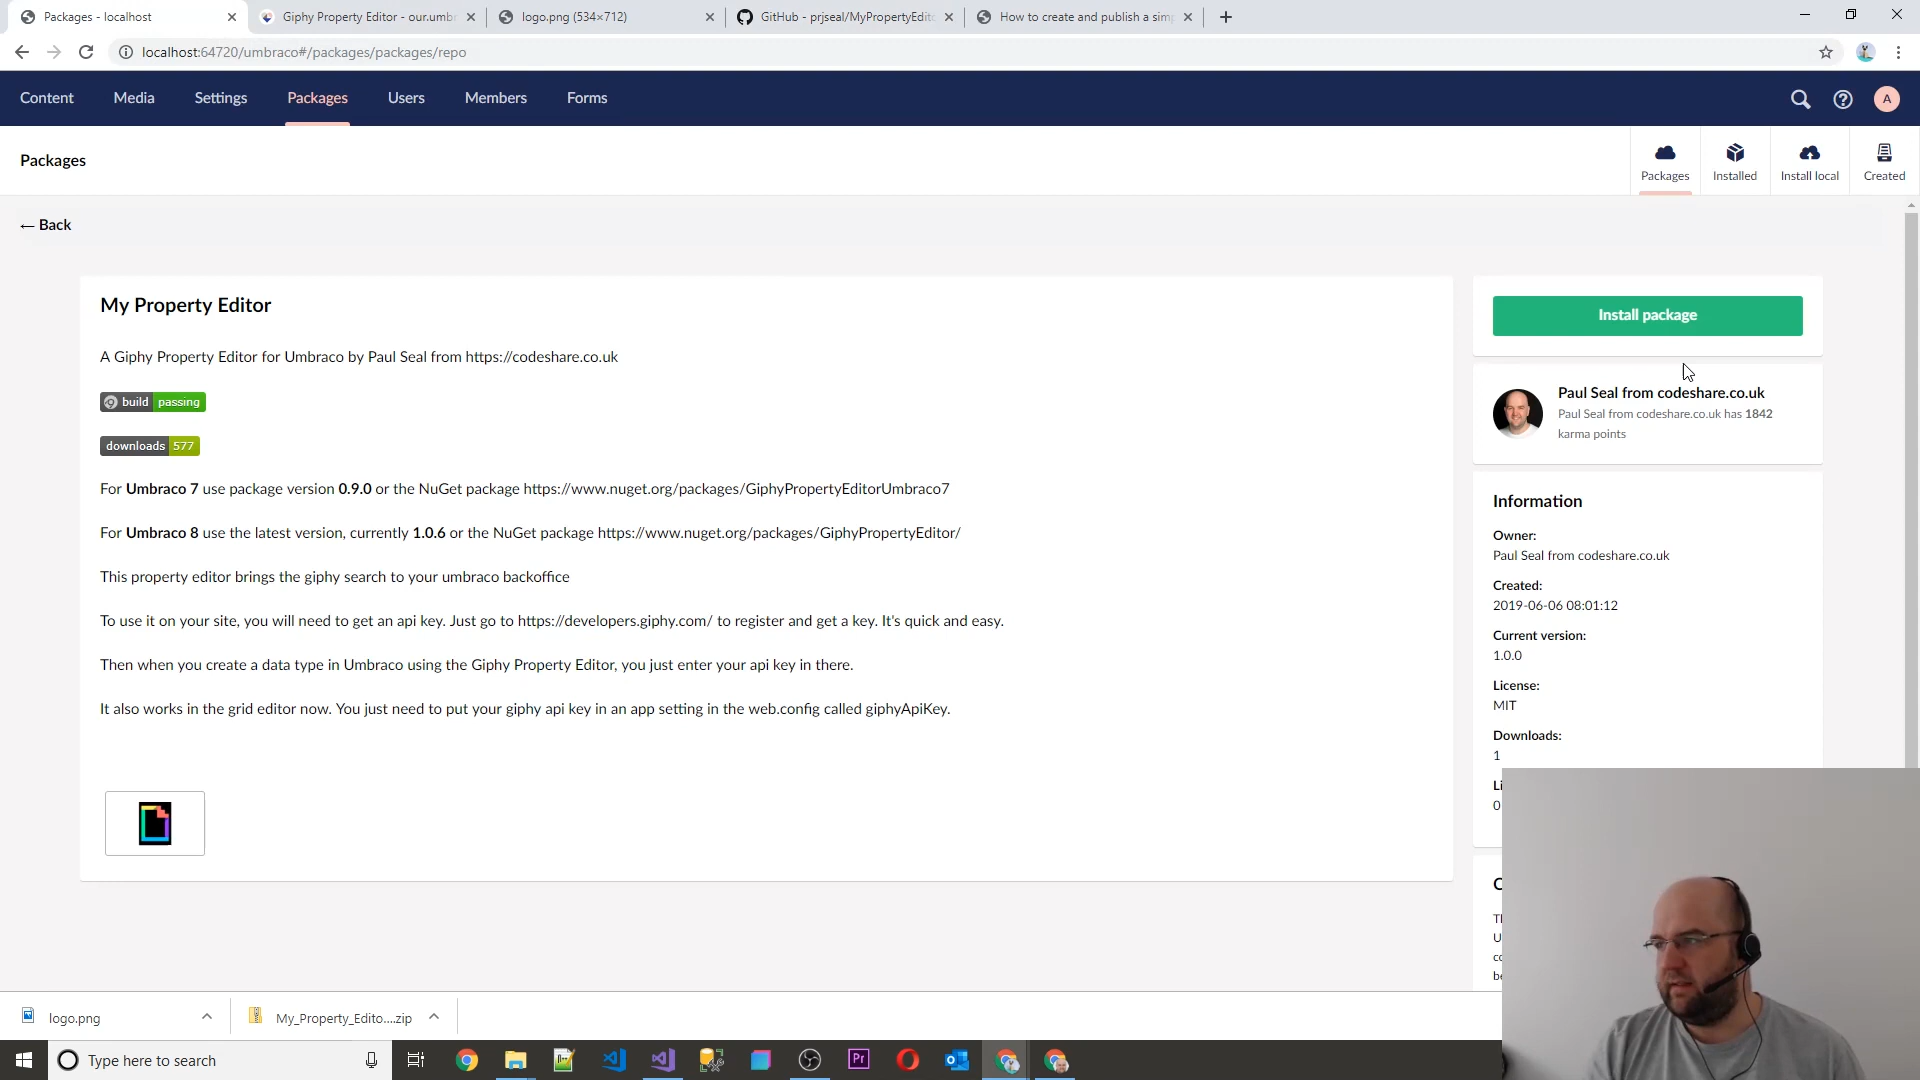 Packages - localhost
Giphy Property Editor - our.umbr
logo.png (534×712)
GitHub - prjseal/MyPropertyEdito
How to create and publish a sim
localhost:64720/umbraco#/packages/packages/repo
Content
Media
Settings
Packages
Users
Members
Forms
A
Packages
Packages
Installed
Install local
Created
← Back
My Property Editor
Install package
A Giphy Property Editor for Umbraco by Paul Seal from https://codeshare.co.uk
build passing
downloads 577
Paul Seal from codeshare.co.uk
Paul Seal from codeshare.co.uk has 1842
karma points
For Umbraco 7 use package version 0.9.0 or the NuGet package https://www.nuget.org/packages/GiphyPropertyEditorUmbraco7
For Umbraco 8 use the latest version, currently 1.0.6 or the NuGet package https://www.nuget.org/packages/GiphyPropertyEditor/
This property editor brings the giphy search to your umbraco backoffice
To use it on your site, you will need to get an api key. Just go to https://developers.giphy.com/ to register and get a key. It's quick and easy.
Then when you create a data type in Umbraco using the Giphy Property Editor, you just enter your api key in there.
It also works in the grid editor now. You just need to put your giphy api key in an app setting in the web.config called giphyApiKey.
Information
Owner:
Paul Seal from codeshare.co.uk
Created:
2019-06-06 08:01:12
Current version:
1.0.0
License:
MIT
Downloads:
1
0
logo.png
My_Property_Edito....zip
Type here to search
Pr